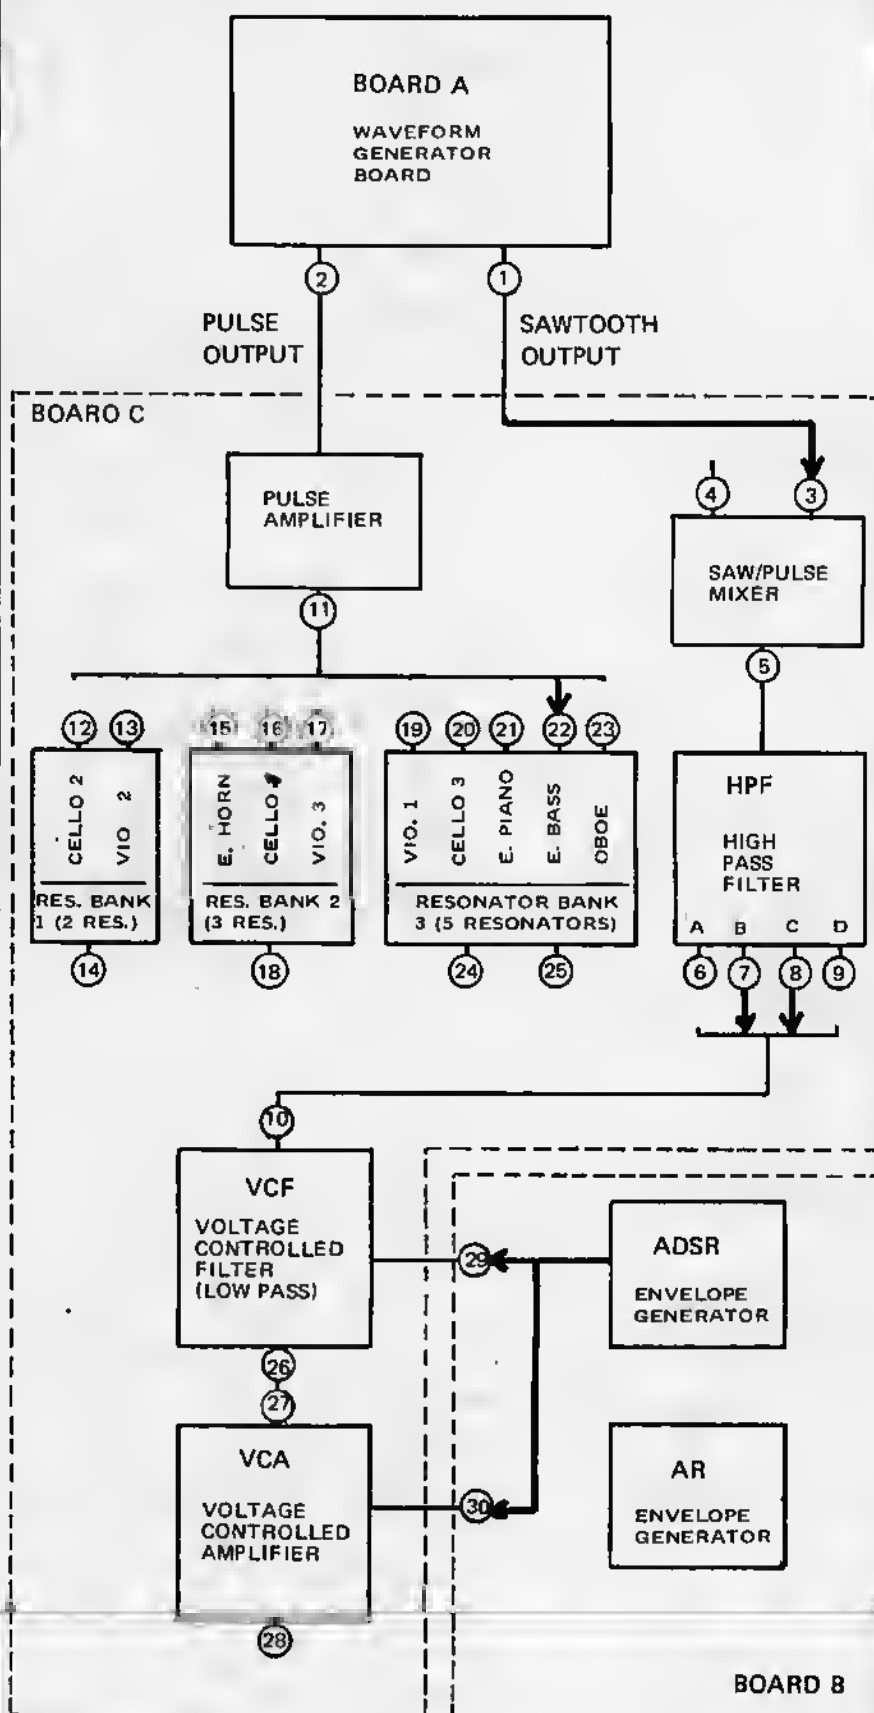 BOARD A
WAVEFORM
GENERATOR
BOARD
2
1
PULSE
OUTPUT
SAWTOOTH
OUTPUT
BOARD C
PULSE
AMPLIFIER
4
3
SAW/PULSE
MIXER
11
5
12
13
15
16
17
19
20
21
22
23
CELLO 2
VIO 2
E. HORN
CELLO
VIO. 3
VIO. 1
CELLO 3
E. PIANO
E. BASS
OBOE
RES. BANK
1 (2 RES.)
RES. BANK 2
(3 RES.)
RESONATOR BANK
3 (5 RESONATORS)
HPF
HIGH
PASS
FILTER
A B C D
14
18
24
25
6
7
8
9
10
VCF
VOLTAGE
CONTROLLED
FILTER
(LOW PASS)
29
ADSR
ENVELOPE
GENERATOR
26
27
VCA
VOLTAGE
CONTROLLED
AMPLIFIER
30
AR
ENVELOPE
GENERATOR
28
BOARD B